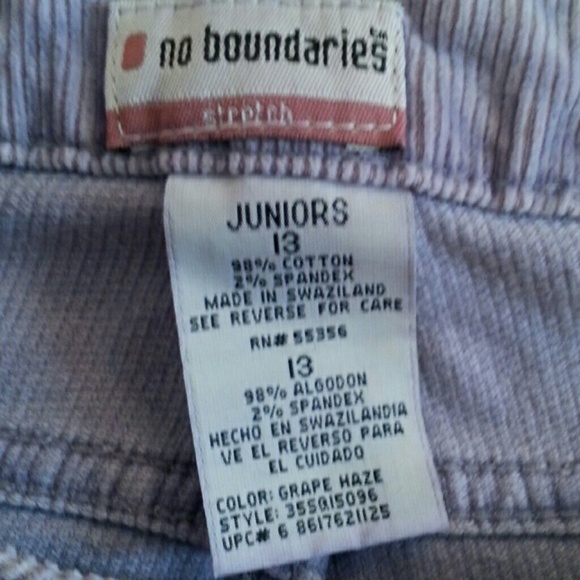 no boundaries
stretch
JUNIORS
13
98% COTTON
2% SPANDEX
MADE IN SWAZILAND
SEE REVERSE FOR CARE
RN# 55356
13
98% ALGODON
2% SPANDEX
HECHO EN SWAZILANDIA
VE EL REVERSO PARA
EL CUIDADO
COLOR: GRAPE HAZE
STYLE: 35SQ15096
UPC# 6 8617621125